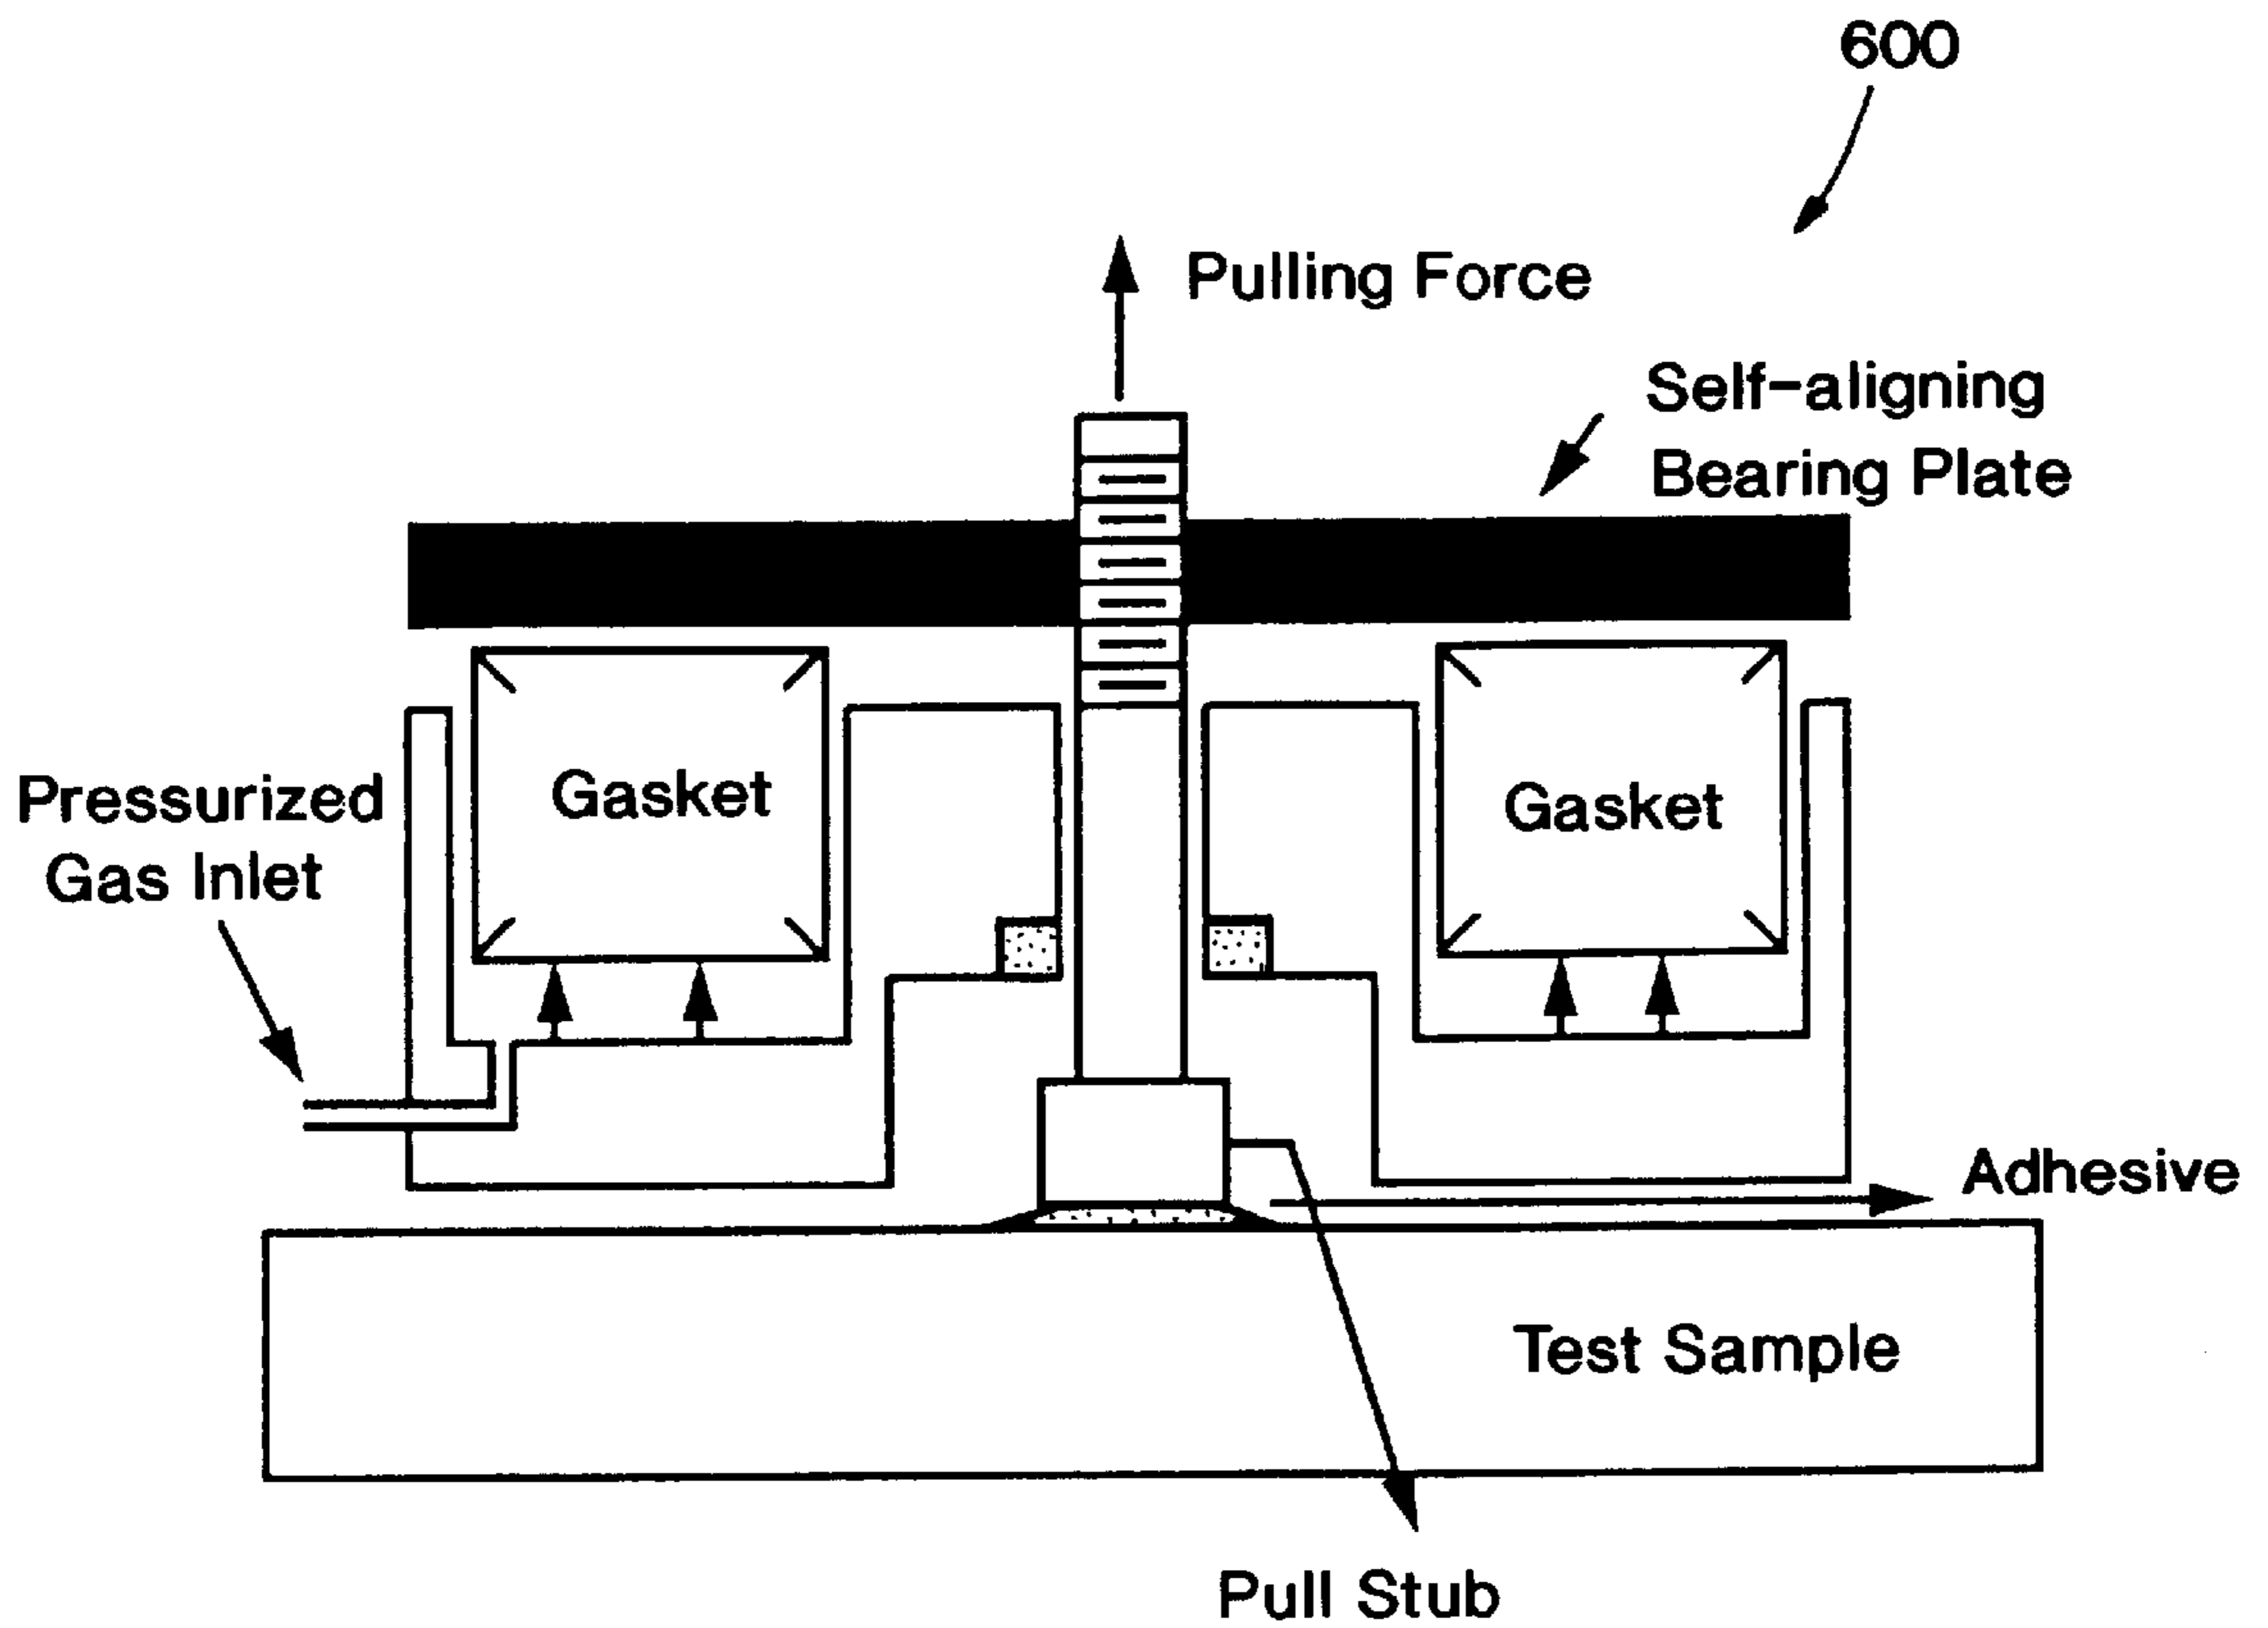 600
Pulling Force
Self-aligning
Bearing Plate
Gasket
Gasket
Pressurized
Gas Inlet
Adhesive
Test Sample
Pull Stub